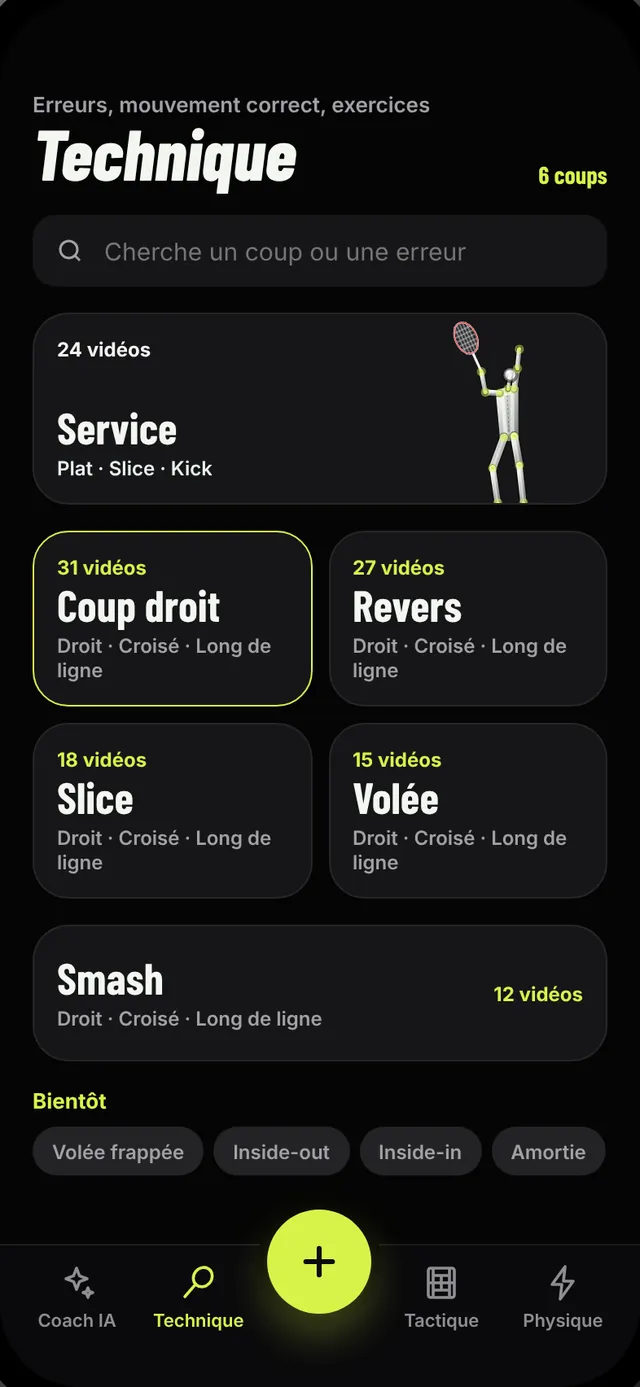 Erreurs, mouvement correct, exercices
Technique
6 coups
Cherche un coup ou une erreur
24 vidéos
Service
Plat · Slice · Kick
31 vidéos
Coup droit
Droit · Croisé · Long de
ligne
27 vidéos
Revers
Droit · Croisé · Long de
ligne
18 vidéos
Slice
Droit · Croisé · Long de
ligne
15 vidéos
Volée
Droit · Croisé · Long de
ligne
Smash
Droit · Croisé · Long de ligne
12 vidéos
Bientôt
Volée frappée
Inside-out
Inside-in
Amortie
Coach IA
Technique
Tactique
Physique